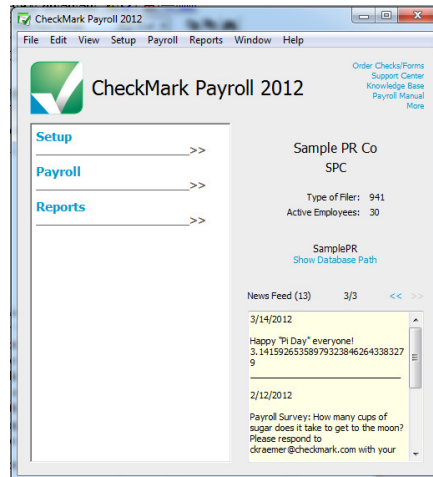 CheckMark Payroll 2012
File Edit View Setup Payroll Reports Window Help
Order Checks/Forms
Support Center
Knowledge Base
Payroll Manual
More
CheckMark Payroll 2012
Setup
>>
Payroll
>>
Reports
>>
Sample PR Co
SPC
Type of Filer: 941
Active Employees: 30
SamplePR
Show Database Path
News Feed (13) 3/3 << >>
3/14/2012
Happy "Pi Day" everyone!
3.1415926535897932384626433832​7
9
2/12/2012
Payroll Survey: How many cups of
sugar does it take to get to the moon?
Please respond to
ckraemer@checkmark.com with your